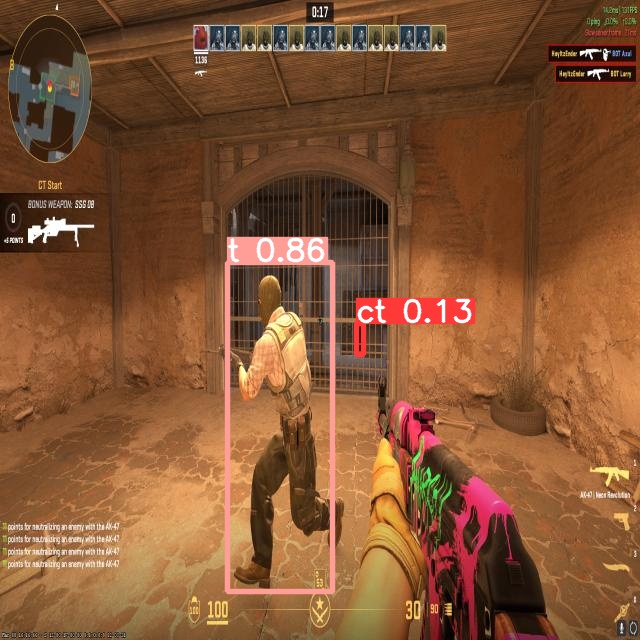 0:17
1136
HeyItzEnder BOT Azul
HeyItzEnder BOT Larry
B
CT Start
BONUS WEAPON: SSG 08
0
+5 POINTS
t 0.86
ct 0.13
AK-47 | Neon Revolution
2
3
points for neutralizing an enemy with the AK-47
points for neutralizing an enemy with the AK-47
points for neutralizing an enemy with the AK-47
points for neutralizing an enemy with the AK-47
100 30 90